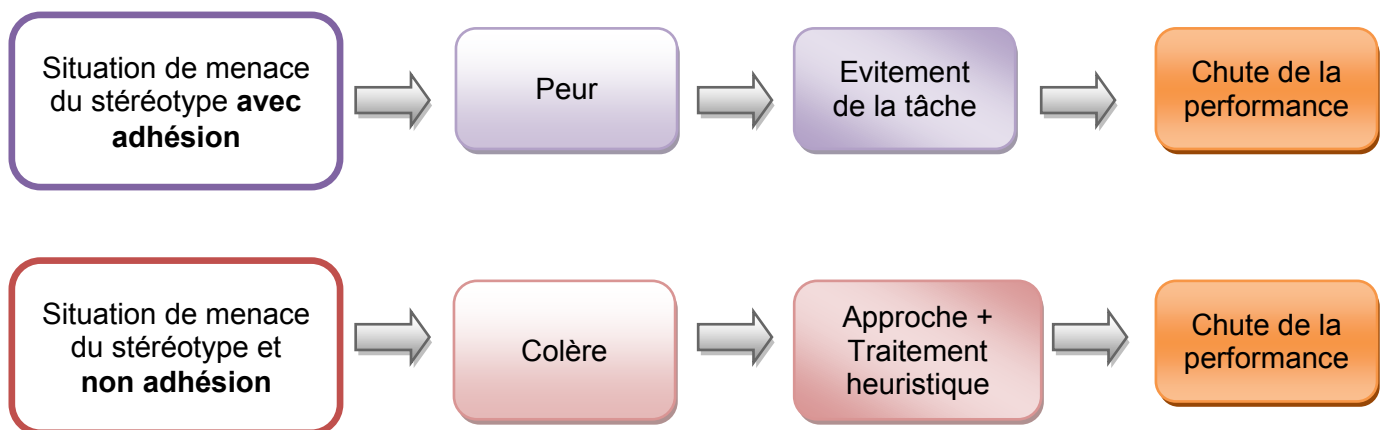 Situation de menace
du stéréotype avec
adhésion
Peur
Evitement
de la tâche
Chute de la
performance
Situation de menace
du stéréotype et
non adhésion
Colère
Approche +
Traitement
heuristique
Chute de la
performance